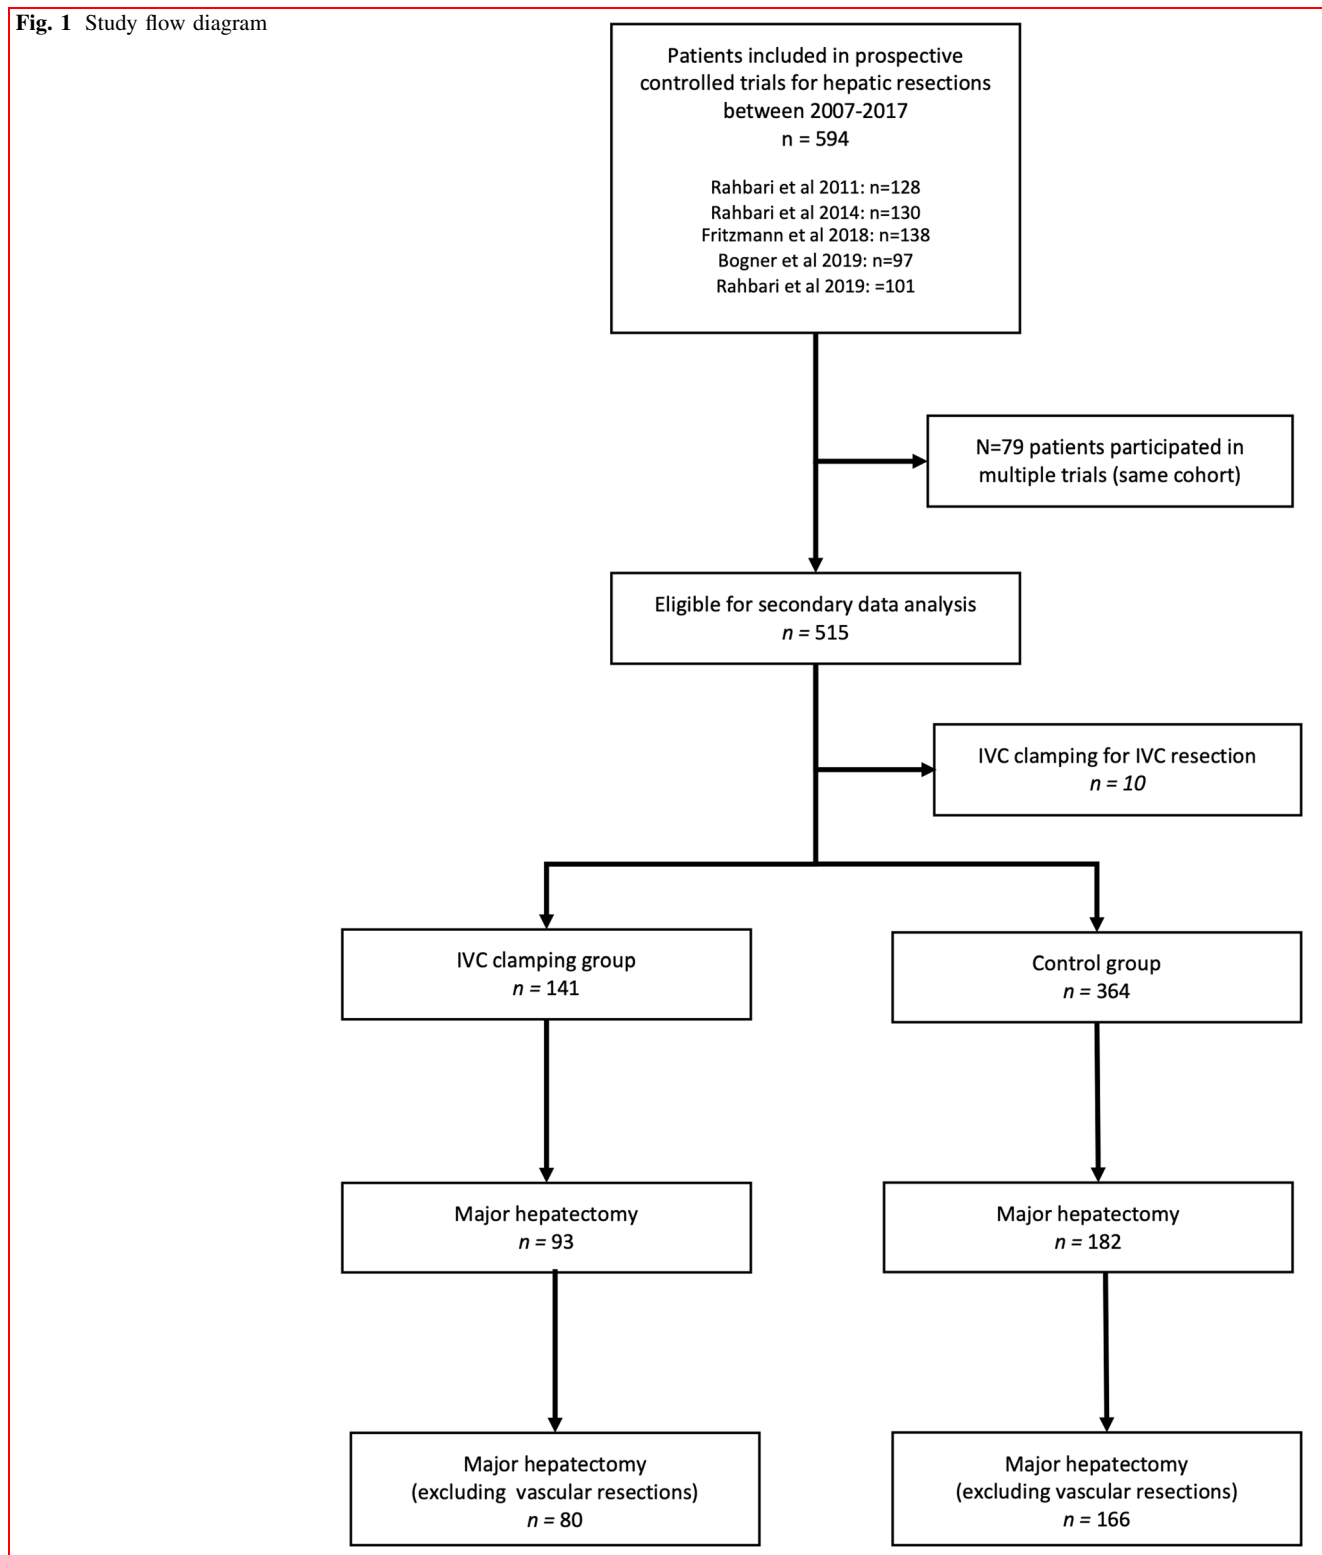 Fig. 1 Study flow diagram
Patients included in prospective
controlled trials for hepatic resections
between 2007-2017
n = 594
Rahbari et al 2011: n=128
Rahbari et al 2014: n=130
Fritzmann et al 2018: n=138
Bogner et al 2019: n=97
Rahbari et al 2019: =101
N=79 patients participated in
multiple trials (same cohort)
Eligible for secondary data analysis
n = 515
IVC clamping for IVC resection
n = 10
IVC clamping group
n = 141
Control group
n = 364
Major hepatectomy
n = 93
Major hepatectomy
n = 182
Major hepatectomy
(excluding vascular resections)
n = 80
Major hepatectomy
(excluding vascular resections)
n = 166